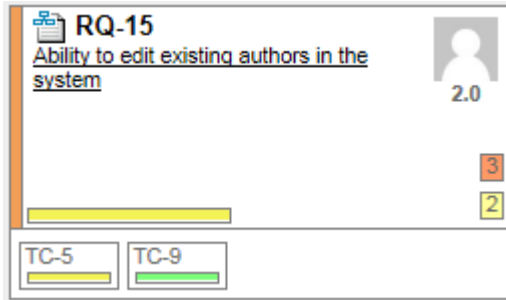 RQ-15
Ability to edit existing authors in the
system
2.0
3
2
TC-5
TC-9